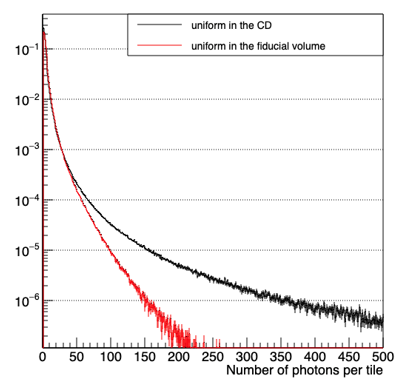 uniform in the CD
uniform in the fiducial volume
10⁻¹
10⁻²
10⁻³
10⁻⁴
10⁻⁵
10⁻⁶
0 50 100 150 200 250 300 350 400 450 500
Number of photons per tile